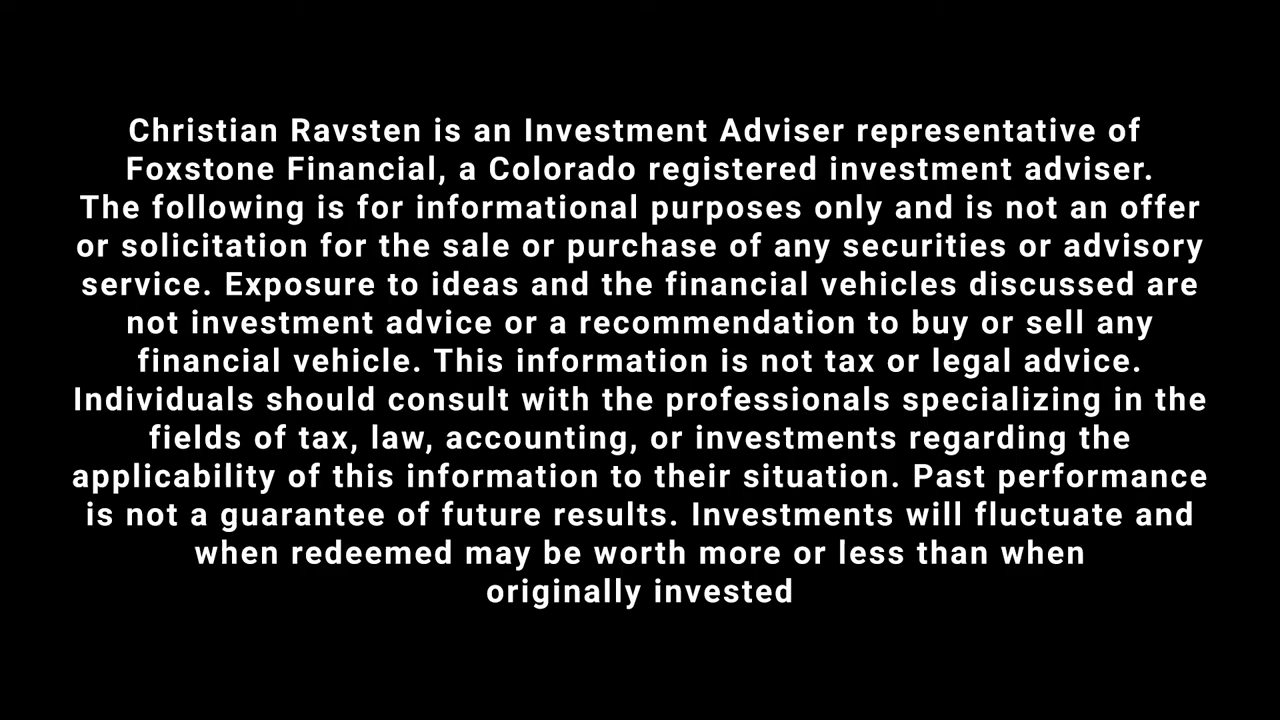 Christian Ravsten is an Investment Adviser representative of
Foxstone Financial, a Colorado registered investment adviser.
The following is for informational purposes only and is not an offer
or solicitation for the sale or purchase of any securities or advisory
service. Exposure to ideas and the financial vehicles discussed are
not investment advice or a recommendation to buy or sell any
financial vehicle. This information is not tax or legal advice.
Individuals should consult with the professionals specializing in the
fields of tax, law, accounting, or investments regarding the
applicability of this information to their situation. Past performance
is not a guarantee of future results. Investments will fluctuate and
when redeemed may be worth more or less than when
originally invested